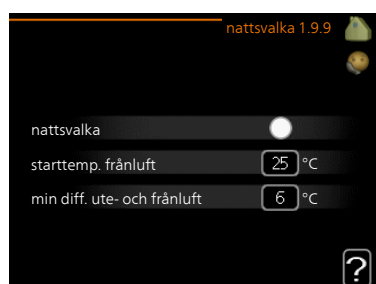 nattsvalka 1.9.9
nattsvalka
starttemp. frånluft 25 °C
min diff. ute- och frånluft 6 °C
?